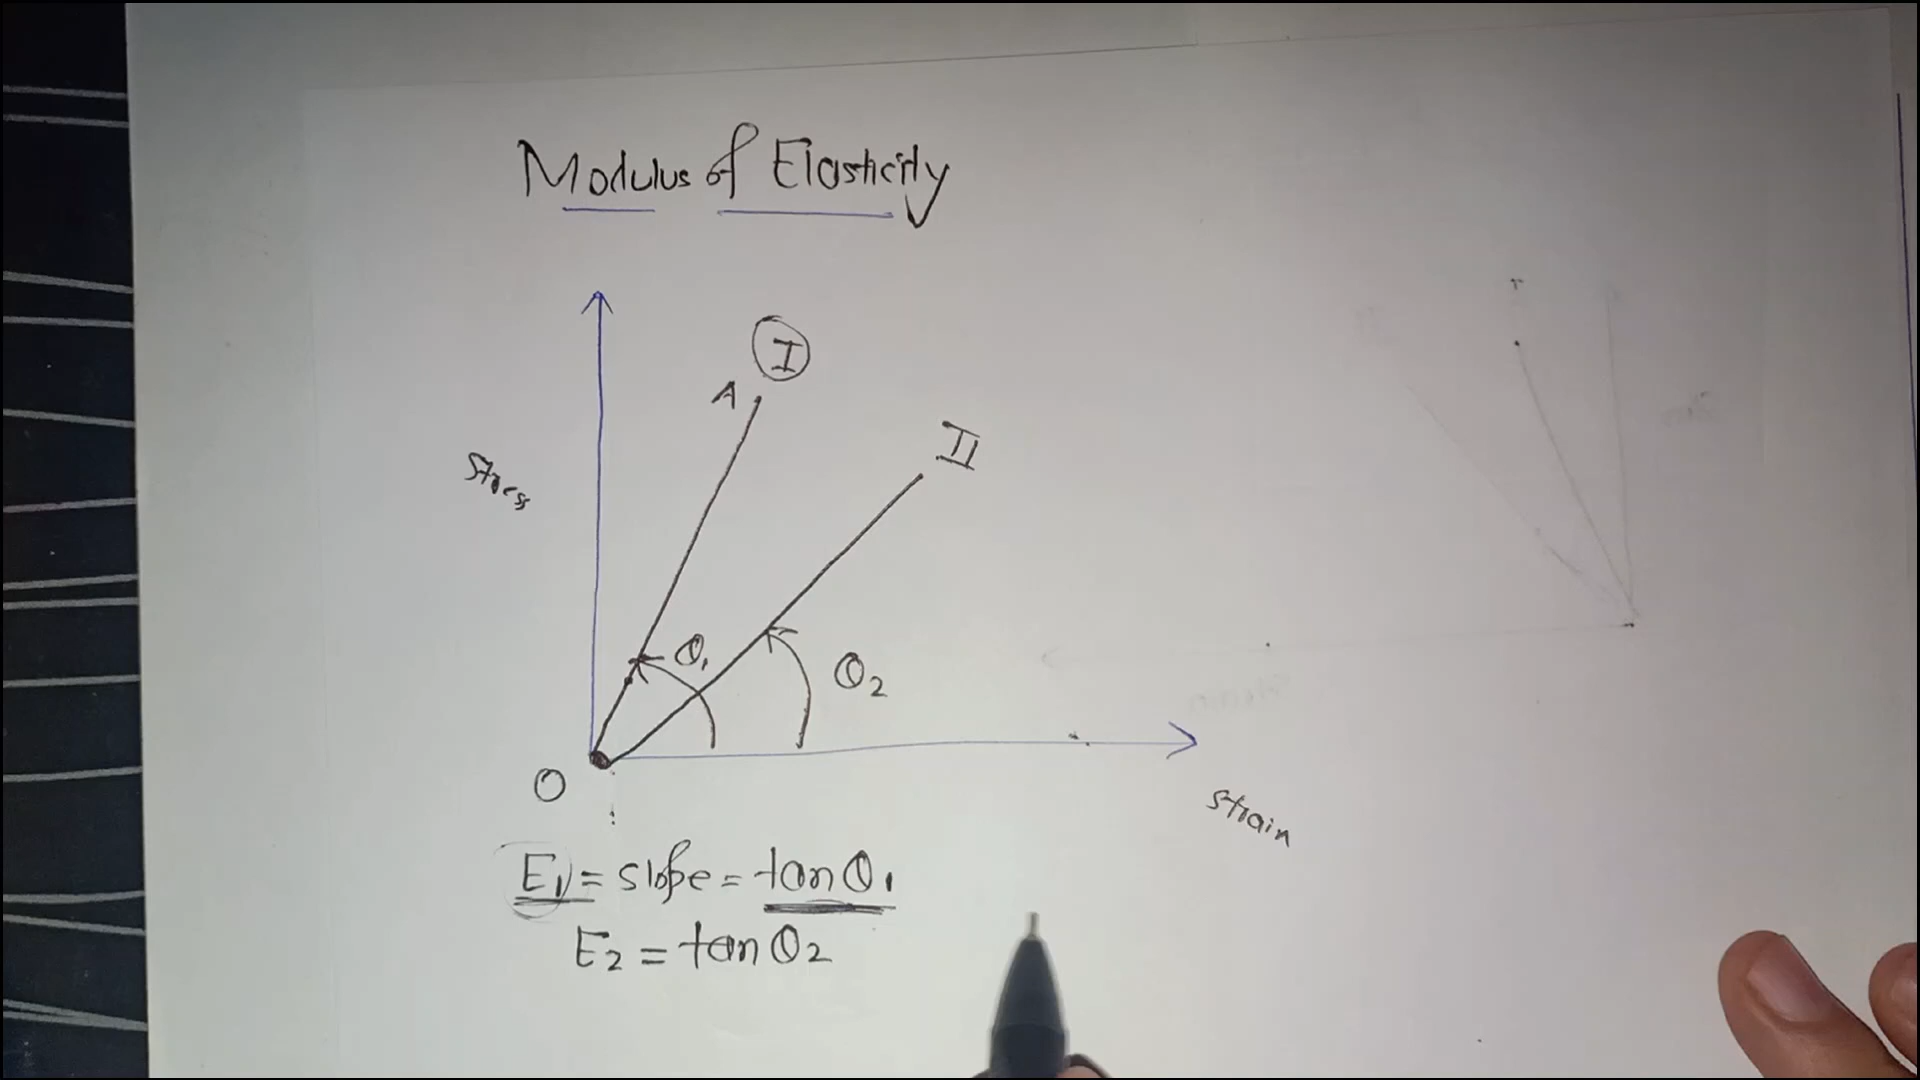 Modulus of Elasticity
I
A
II
Stress
θ1
θ2
O
Strain
E1 = slope = tan θ1
E2 = tan θ2